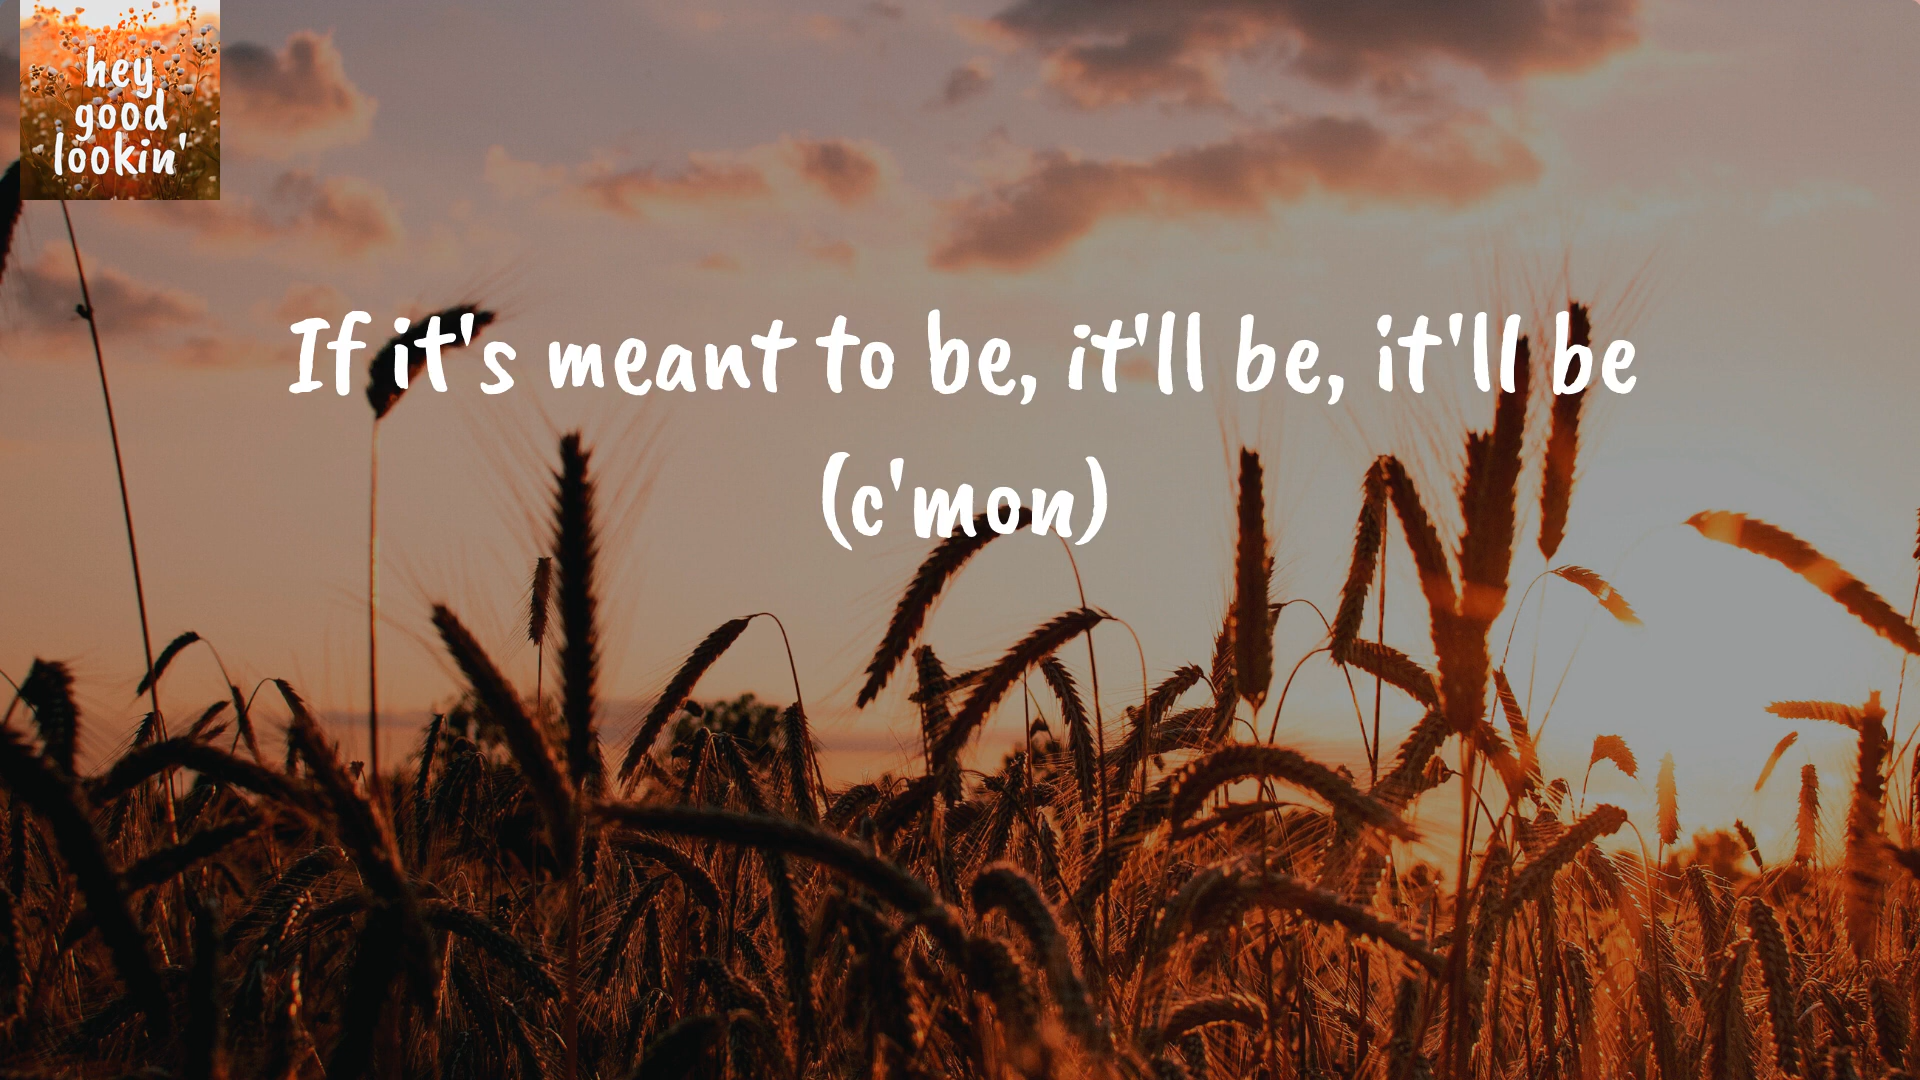 hey
good
lookin'
If it's meant to be, it'll be, it'll be
(c'mon)